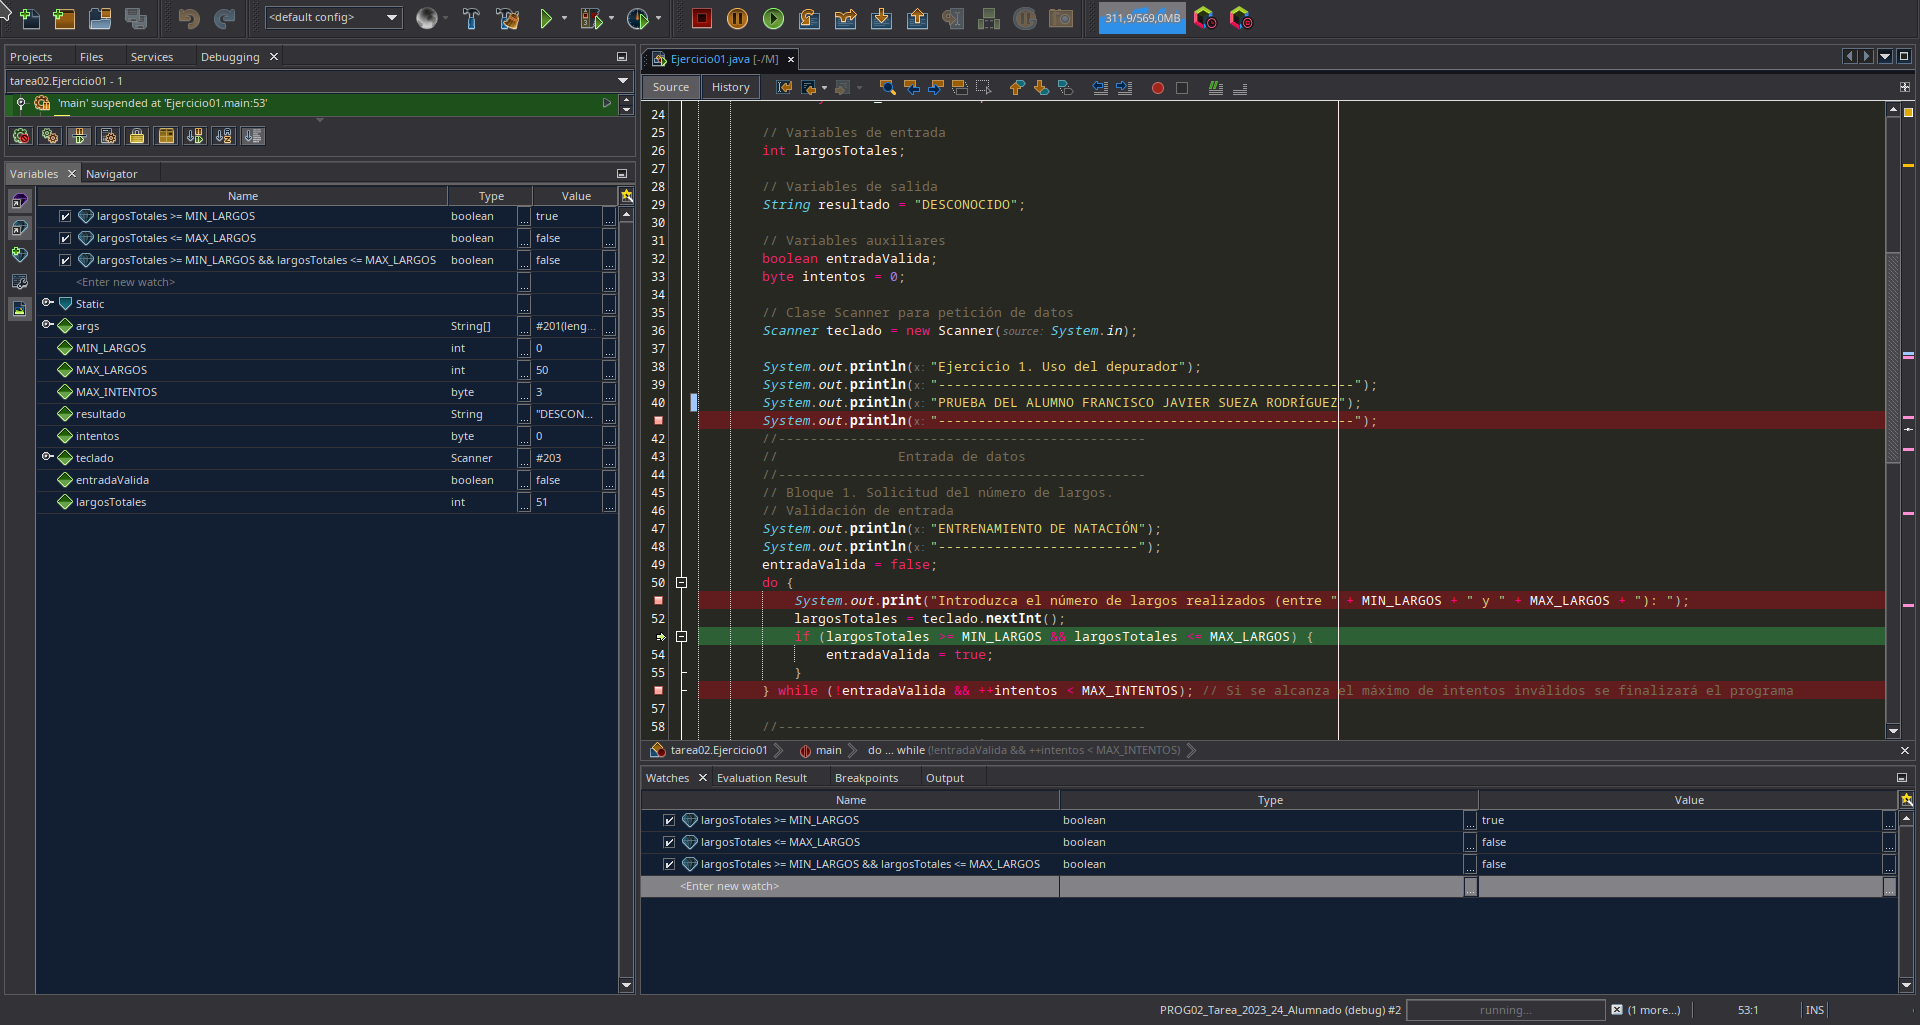 <default config>
311,9/569,0MB
Projects Files Services Debugging
tarea02.Ejercicio01 - 1
'main' suspended at 'Ejercicio01.main:53'
Variables Navigator
Name Type Value
largosTotales >= MIN_LARGOS boolean ... true ...
largosTotales <= MAX_LARGOS boolean ... false ...
largosTotales >= MIN_LARGOS && largosTotales <= MAX_LARGOS boolean ... false ...
<Enter new watch> ... ...
Static ... ...
args String[] ... #201(leng... ...
MIN_LARGOS int ... 0 ...
MAX_LARGOS int ... 50 ...
MAX_INTENTOS byte ... 3 ...
resultado String ... "DESCON... ...
intentos byte ... 0 ...
teclado Scanner ... #203 ...
entradaValida boolean ... false ...
largosTotales int ... 51 ...
Ejercicio01.java [-/M]
Source History
24
25 // Variables de entrada
26 int largosTotales;
27
28 // Variables de salida
29 String resultado = "DESCONOCIDO";
30
31 // Variables auxiliares
32 boolean entradaValida;
33 byte intentos = 0;
34
35 // Clase Scanner para petición de datos
36 Scanner teclado = new Scanner(source: System.in);
37
38 System.out.println(x: "Ejercicio 1. Uso del depurador");
39 System.out.println(x: "----------------------------------------------------");
40 System.out.println(x: "PRUEBA DEL ALUMNO FRANCISCO JAVIER SUEZA RODRÍGUEZ");
System.out.println(x: "----------------------------------------------------");
42 //----------------------------------------------
43 // Entrada de datos
44 //----------------------------------------------
45 // Bloque 1. Solicitud del número de largos.
46 // Validación de entrada
47 System.out.println(x: "ENTRENAMIENTO DE NATACIÓN");
48 System.out.println(x: "-------------------------");
49 entradaValida = false;
50 do {
System.out.print("Introduzca el número de largos realizados (entre " + MIN_LARGOS + " y " + MAX_LARGOS + "): ");
52 largosTotales = teclado.nextInt();
if (largosTotales >= MIN_LARGOS && largosTotales <= MAX_LARGOS) {
54 entradaValida = true;
55 }
} while (!entradaValida && ++intentos < MAX_INTENTOS); // Si se alcanza el máximo de intentos inválidos se finalizará el programa
57
58 //----------------------------------------------
tarea02.Ejercicio01 main do ... while (!entradaValida && ++intentos < MAX_INTENTOS)
Watches Evaluation Result Breakpoints Output
Name Type Value
largosTotales >= MIN_LARGOS boolean ... true ...
largosTotales <= MAX_LARGOS boolean ... false ...
largosTotales >= MIN_LARGOS && largosTotales <= MAX_LARGOS boolean ... false ...
<Enter new watch> ... ...
PROG02_Tarea_2023_24_Alumnado (debug) #2 running... (1 more...) 53:1 INS